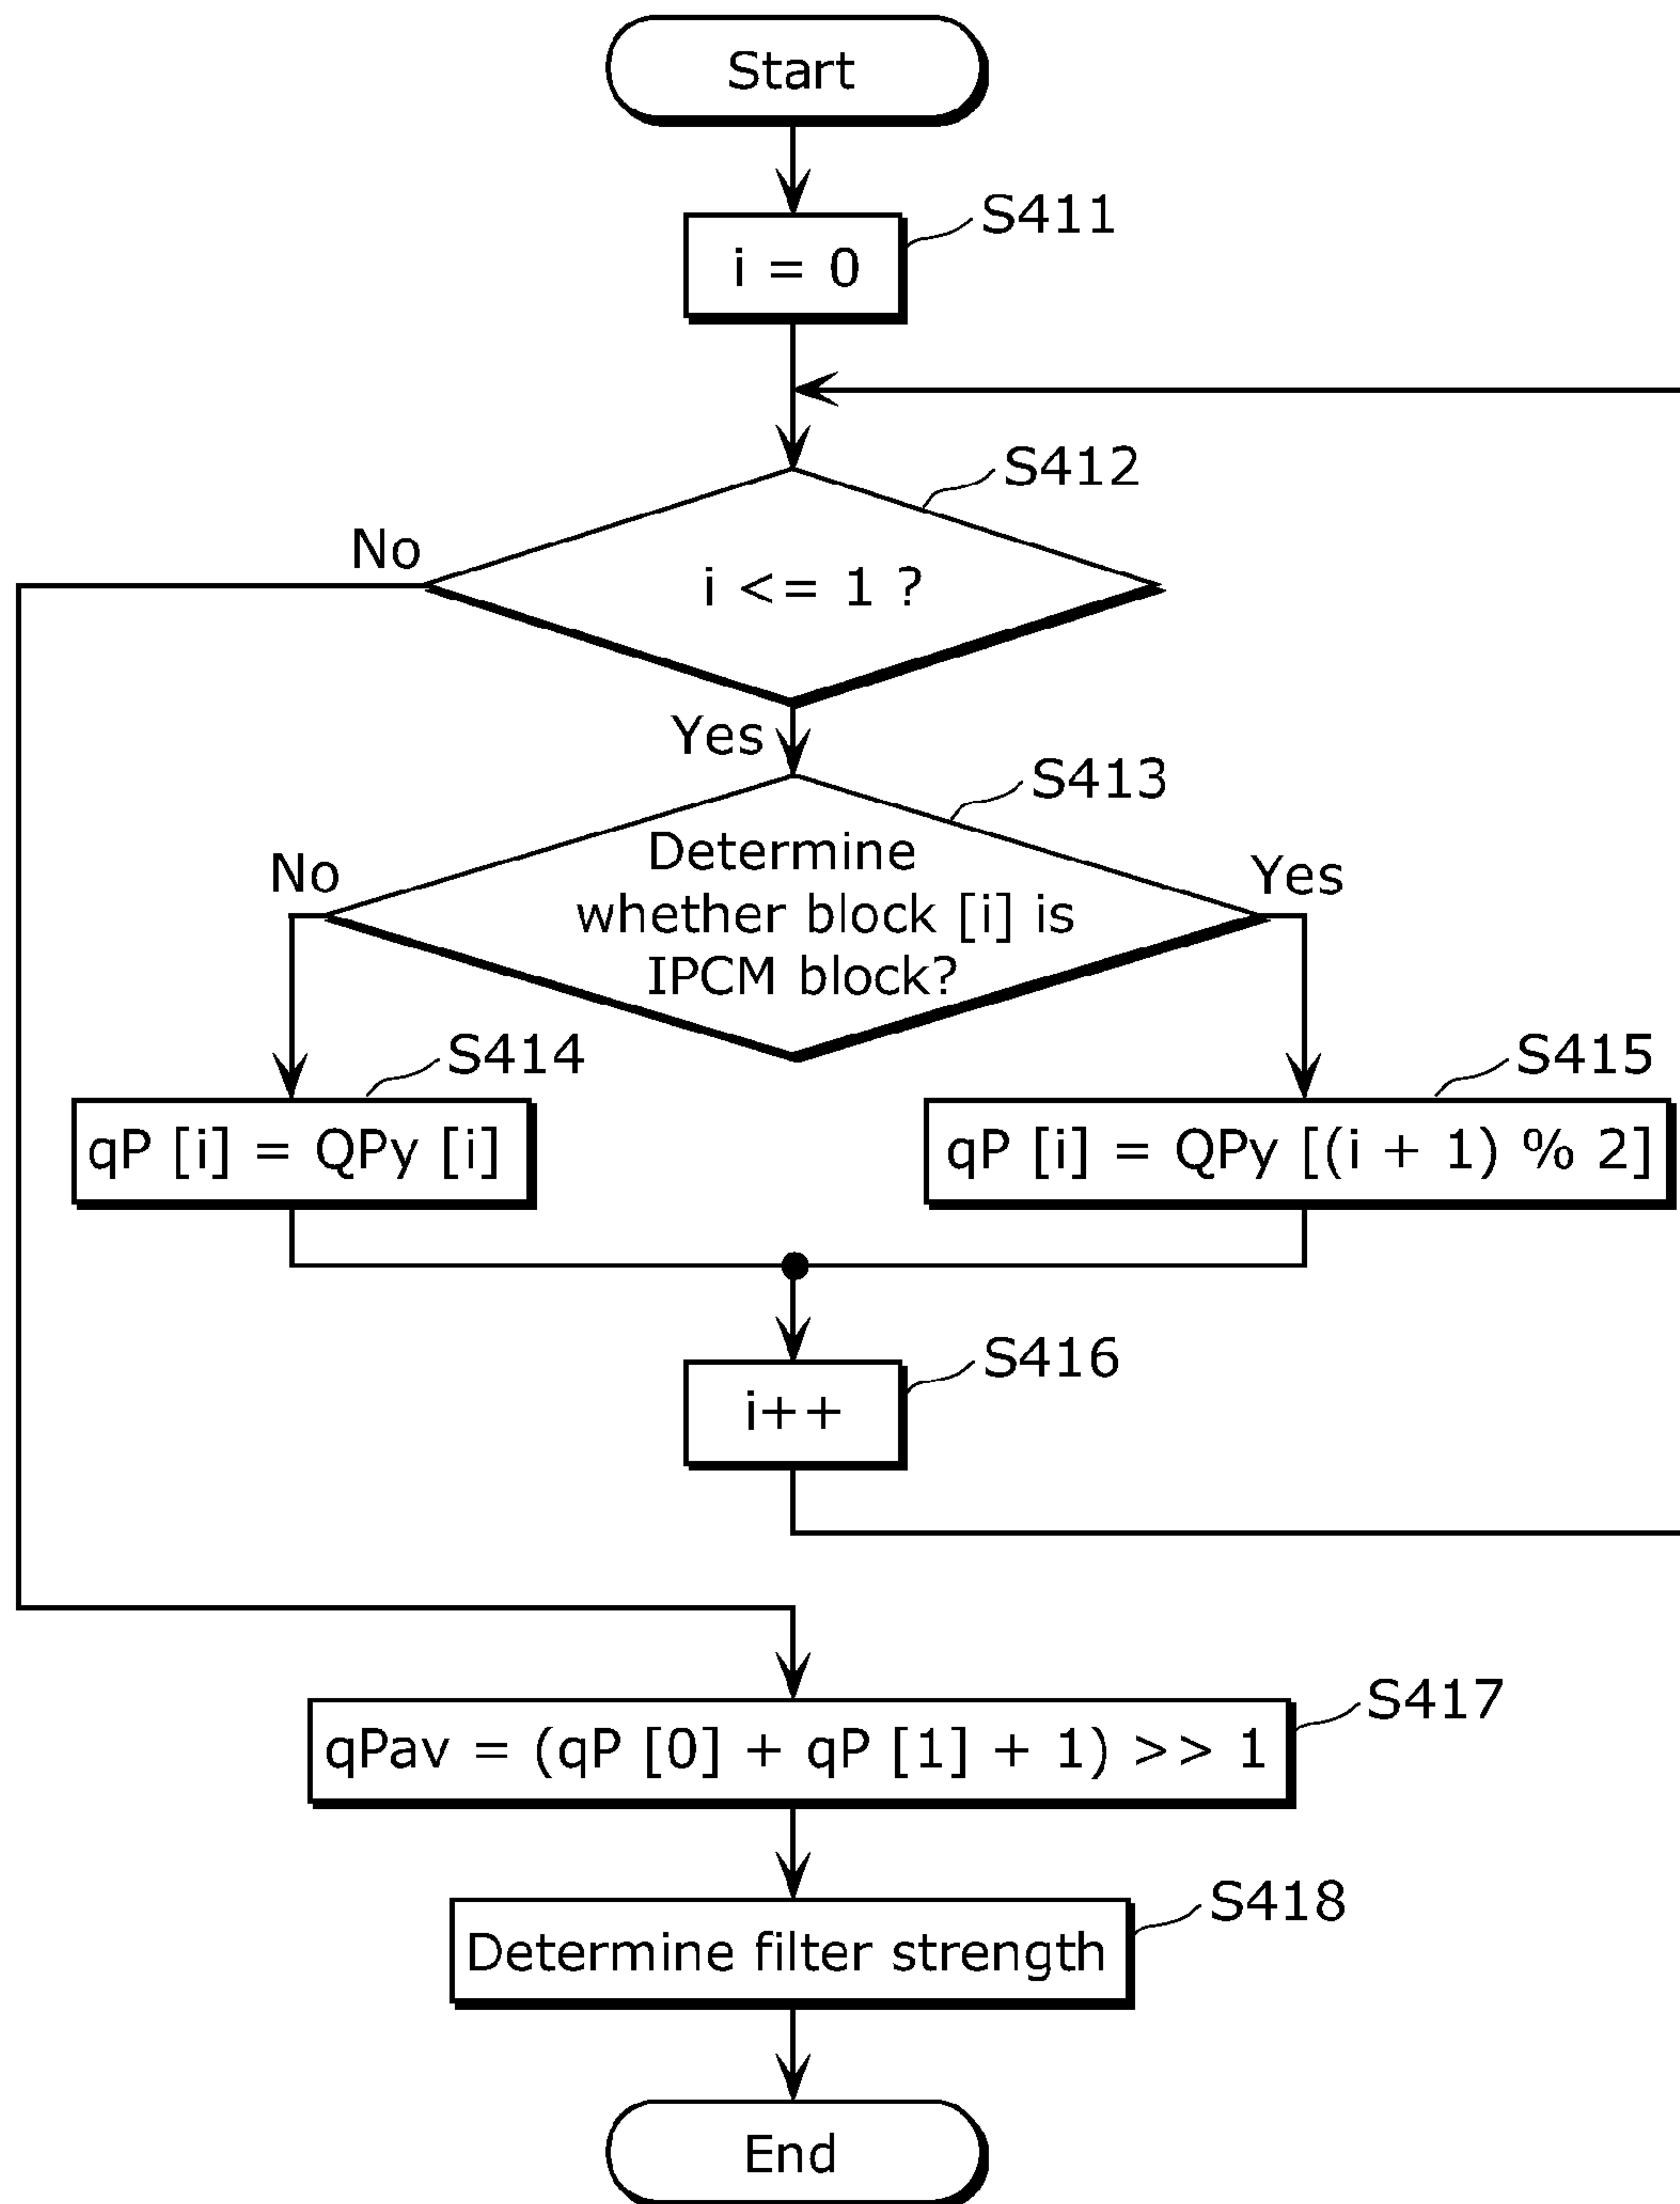 Start
S411
i = 0
S412
No
i <= 1 ?
Yes
S413
No
Determine
whether block [i] is
IPCM block?
Yes
S414
qP [i] = QPy [i]
S415
qP [i] = QPy [(i + 1) % 2]
S416
i++
S417
qPav = (qP [0] + qP [1] + 1) >> 1
S418
Determine filter strength
End